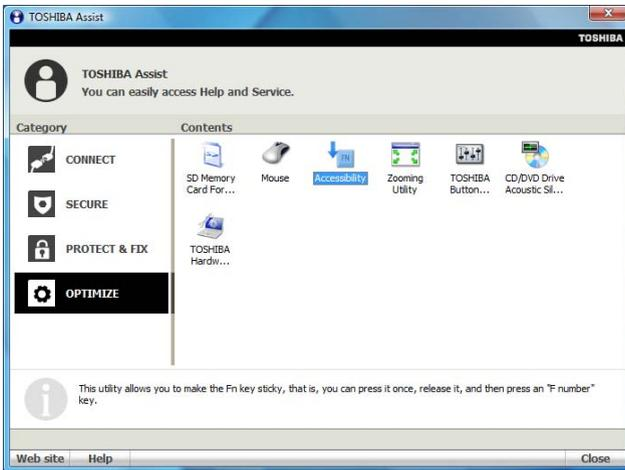 TOSHIBA Assist
TOSHIBA
TOSHIBA Assist
You can easily access Help and Service.
Category
Contents
CONNECT
SECURE
PROTECT & FIX
OPTIMIZE
SD Memory
Card For...
Mouse
FN
Accessibility
Zooming
Utility
TOSHIBA
Button...
CD/DVD Drive
Acoustic Sil...
TOSHIBA
Hardw...
This utility allows you to make the Fn key sticky, that is, you can press it once, release it, and then press an "F number"
key.
Web site
Help
Close